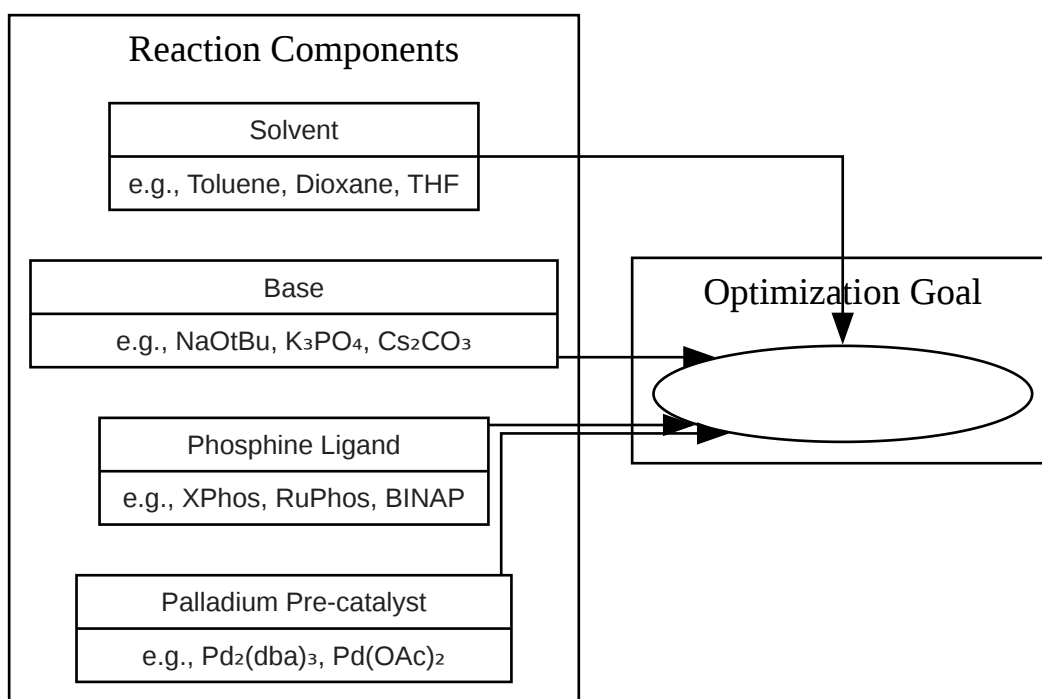 Reaction Components
Solvent
e.g., Toluene, Dioxane, THF
Base
e.g., NaOtBu, K₃PO₄, Cs₂CO₃
Phosphine Ligand
e.g., XPhos, RuPhos, BINAP
Palladium Pre-catalyst
e.g., Pd₂(dba)₃, Pd(OAc)₂
Optimization Goal